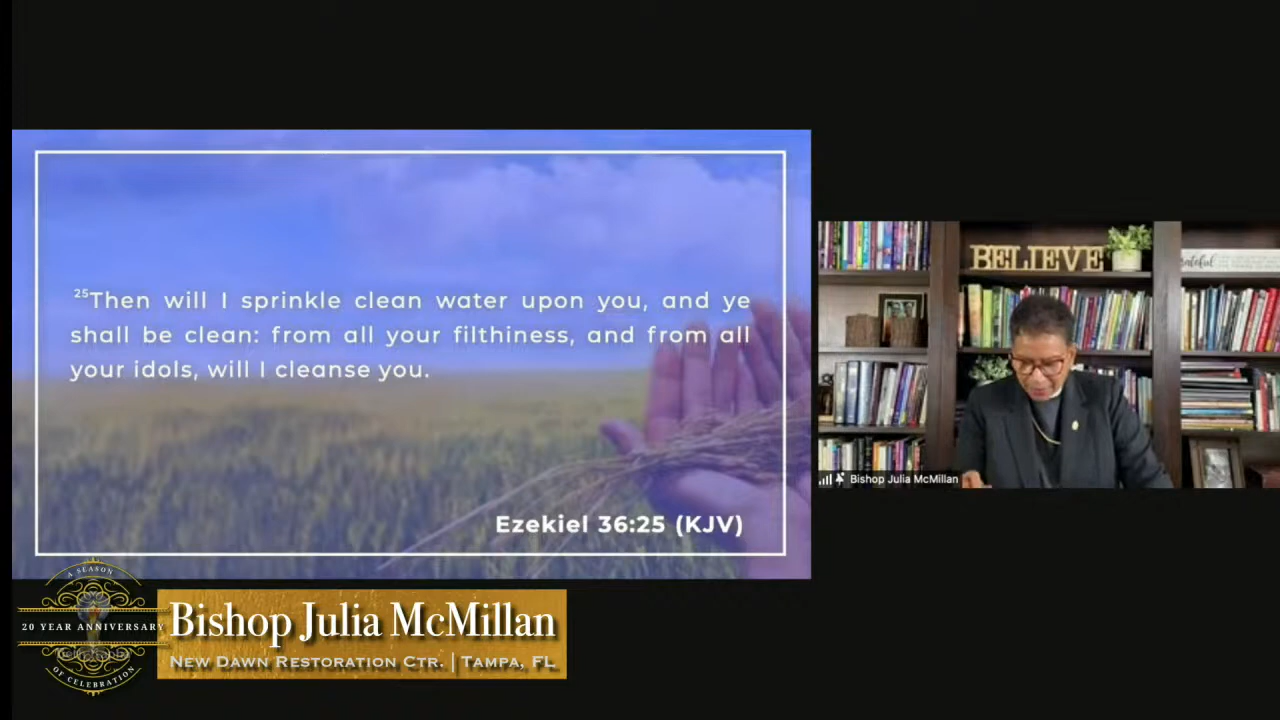 25Then will I sprinkle clean water upon you, and ye
shall be clean: from all your filthiness, and from all
your idols, will I cleanse you.
Ezekiel 36:25 (KJV)
BELIEVE
Bishop Julia McMillan
A SEASON
20 YEAR ANNIVERSARY
OF CELEBRATION
Bishop Julia McMillan
New Dawn Restoration Ctr. | Tampa, FL